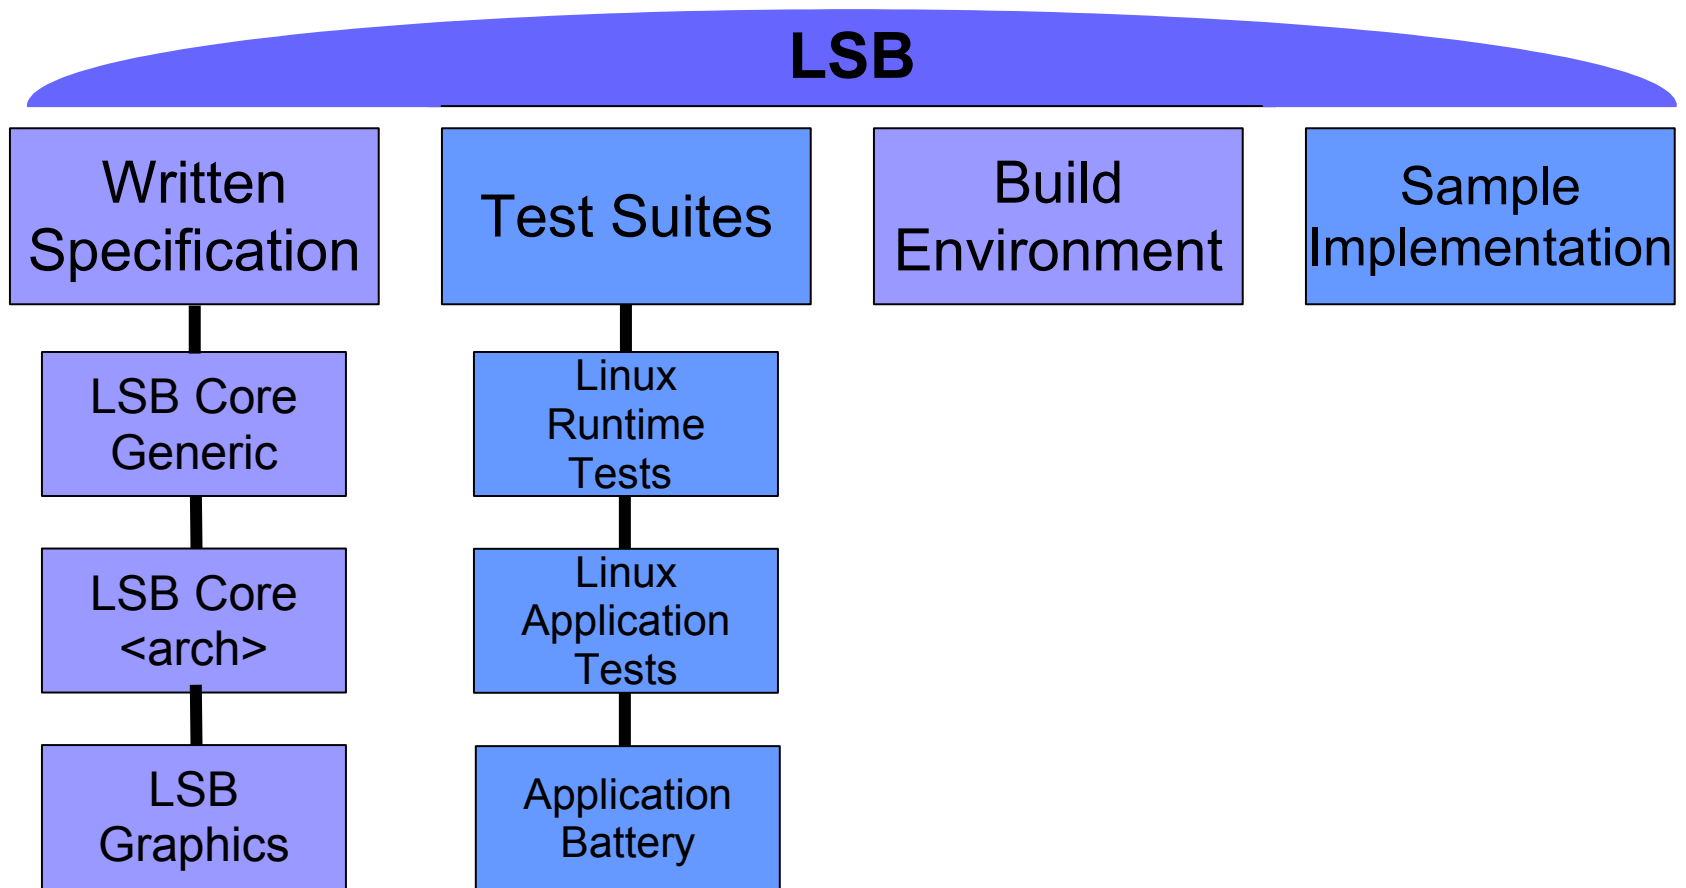 LSB
Written
Specification
Test Suites
Build
Environment
Sample
Implementation
LSB Core
Generic
Linux
Runtime
Tests
LSB Core
<arch>
Linux
Application
Tests
LSB
Graphics
Application
Battery